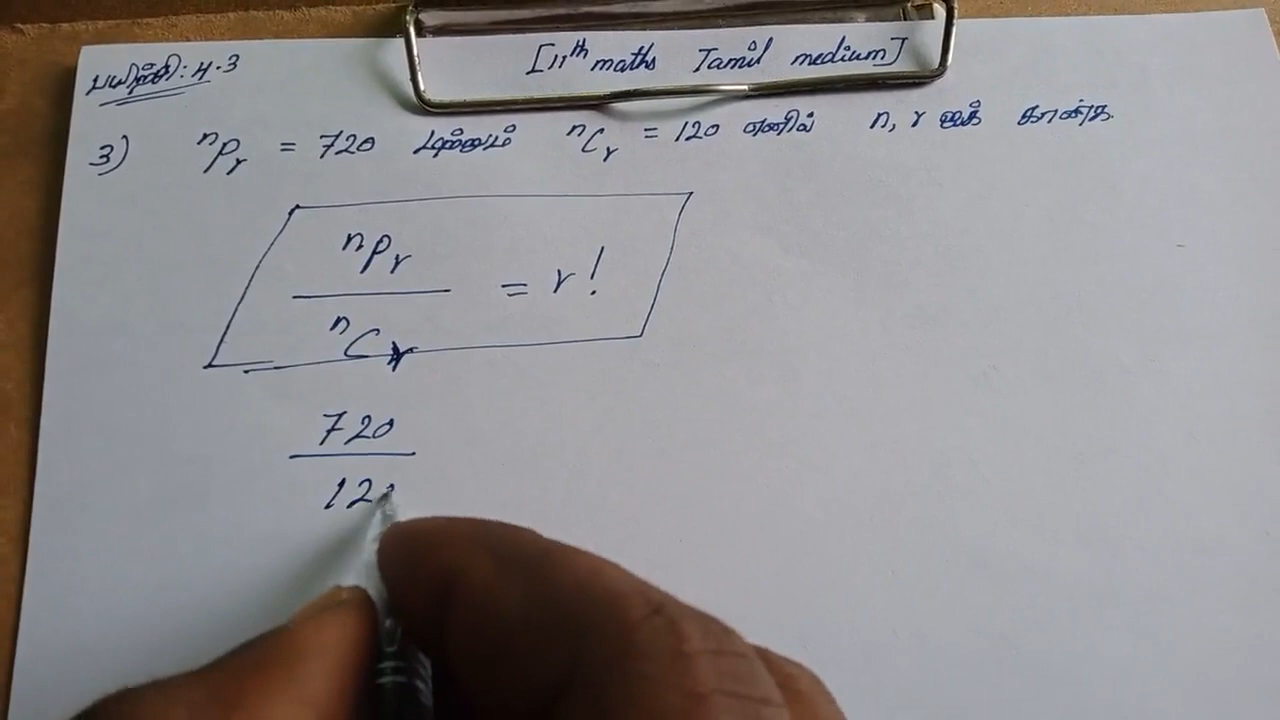 [11th maths Tamil medium]
பயிற்சி: 4.3
3) nPr = 720 மற்றும் nCr = 120 எனில் n, r ஐக் காண்க.
nPr
= r!
nCr
720
12